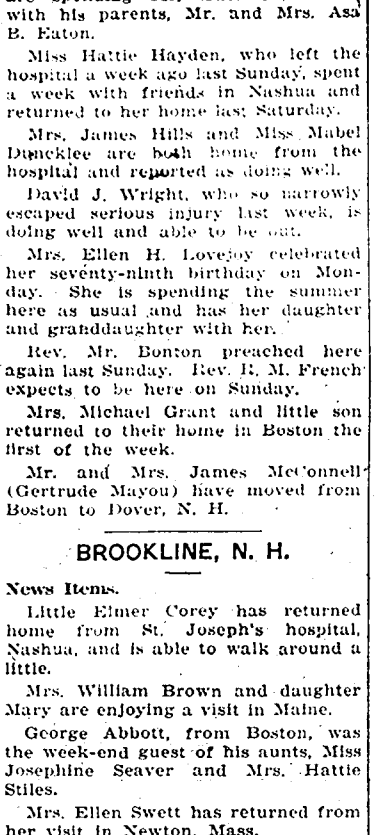 with his parents, Mr. and Mrs. Asa
B. Eaton.
Miss Hattie Hayden, who left the
hospital a week ago last Sunday, spent
a week with friends in Nashua and
returned to her home last Saturday.
Mrs. James Hills and Miss Mabel
Duncklee are both home from the
hospital and reported as doing well.
David J. Wright, who so narrowly
escaped serious injury last week, is
doing well and able to be out.
Mrs. Ellen H. Lovejoy celebrated
her seventy-ninth birthday on Mon-
day. She is spending the summer
here as usual and has her daughter
and granddaughter with her.
Rev. Mr. Bonton preached here
again last Sunday. Rev. R. M. French
expects to be here on Sunday.
Mrs. Michael Grant and little son
returned to their home in Boston the
first of the week.
Mr. and Mrs. James McConnell
(Gertrude Mayou) have moved from
Boston to Dover, N. H.
BROOKLINE, N. H.
News Items.
Little Elmer Corey has returned
home from St. Joseph's hospital,
Nashua, and is able to walk around a
little.
Mrs. William Brown and daughter
Mary are enjoying a visit in Maine.
George Abbott, from Boston, was
the week-end guest of his aunts, Miss
Josephine Seaver and Mrs. Hattie
Stiles.
Mrs. Ellen Swett has returned from
her visit in Newton, Mass.